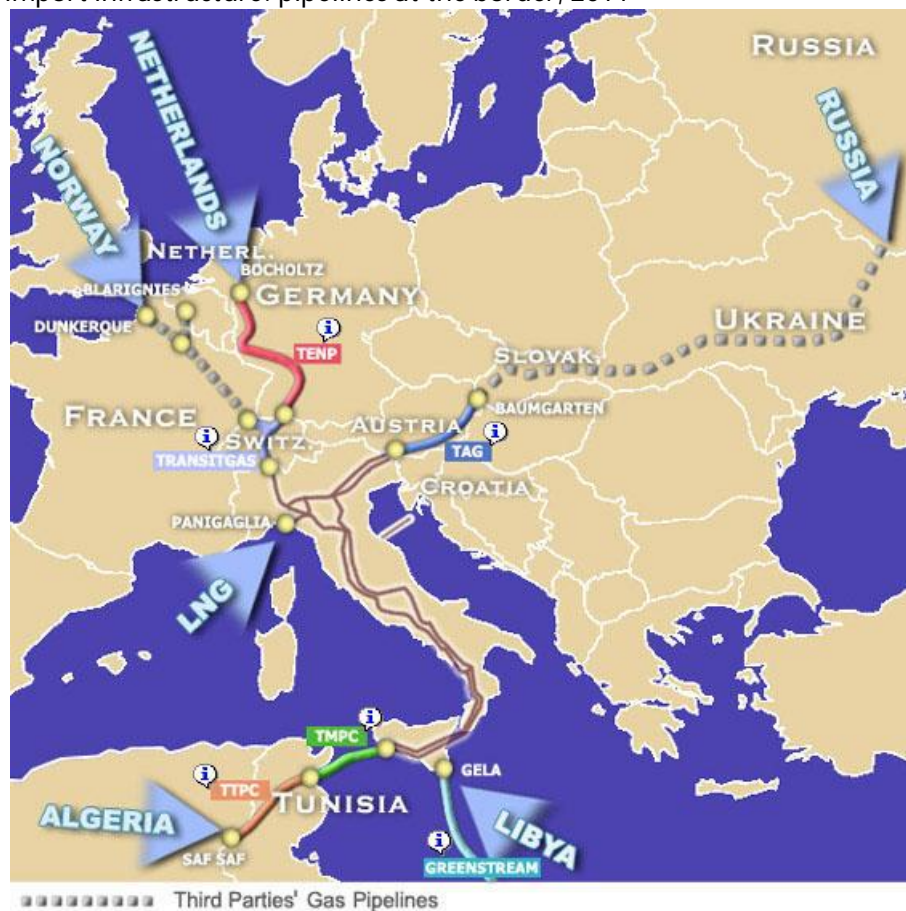 RUSSIA
NETHERLANDS
RUSSIA
NORWAY
NETHERL.
BOCHOLTZ
BLARIGNIES
GERMANY
DUNKERQUE
UKRAINE
TENP
SLOVAK.
FRANCE
BAUMGARTEN
AUSTRIA
SWITZ.
TAG
TRANSITGAS
CROATIA
PANIGAGLIA
LNG
TMPC
GELA
TTPC
TUNISIA
ALGERIA
LIBYA
SAF SAF
GREENSTREAM
Third Parties' Gas Pipelines